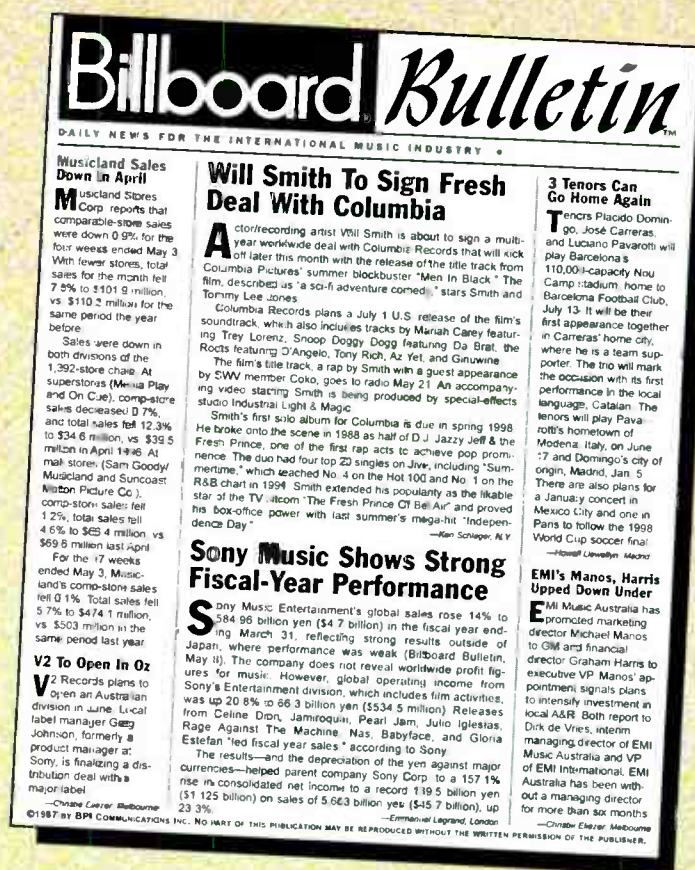 Billboard® Bulletin™
DAILY NEWS FOR THE INTERNATIONAL MUSIC INDUSTRY •
Musicland Sales
Down In April
Musicland Stores
Corp. reports that
comparable-store sales
were down 0.9% for the
four weeks ended May 3
With fewer stores, total
sales for the month fell
7.8% to $101.9 million,
vs. $110.3 million for the
same period the year
before
Sales were down in
both divisions of the
1,392-store chain. At
superstores (Media Play
and On Cue), comp-store
sales decreased 0.7%,
and total sales fell 12.3%
to $34.6 million, vs. $39.5
million in April 1996 At
mall stores (Sam Goody/
Musicland and Suncoast
Motion Picture Co.),
comp-store sales fell
1.2%, total sales fell
4.6% to $66.4 million vs
$69.6 million last April
For the 17 weeks
ended May 3, Music-
land's comp-store sales
fell 0.1% Total sales fell
5.7% to $474.1 million,
vs $503 million in the
same period last year
V2 To Open In Oz
V2 Records plans to
open an Australian
division in June. Local
label manager Greg
Johnson, formerly a
product manager at
Sony, is finalizing a dis-
tribution deal with a
major label
—Christie Eliezer Melbourne
Will Smith To Sign Fresh
Deal With Columbia
Actor/recording artist Will Smith is about to sign a multi-
year worldwide deal with Columbia Records that will kick
off later this month with the release of the title track from
Columbia Pictures' summer blockbuster "Men In Black." The
film, described as "a sci-fi adventure comedy," stars Smith and
Tommy Lee Jones
Columbia Records plans a July 1 U.S. release of the film's
soundtrack, which also includes tracks by Mariah Carey featur-
ing Trey Lorenz, Snoop Doggy Dogg featuring Da Brat, the
Roots featuring D'Angelo, Tony Rich, Az Yet, and Ginuwine
The film's title track, a rap by Smith with a guest appearance
by SWV member Coko, goes to radio May 21 An accompany-
ing video starring Smith is being produced by special-effects
studio Industrial Light & Magic
Smith's first solo album for Columbia is due in spring 1998
He broke onto the scene in 1988 as half of D.J. Jazzy Jeff & the
Fresh Prince, one of the first rap acts to achieve pop promi-
nence The duo had four top 20 singles on Jive, including "Sum-
mertime," which reached No. 4 on the Hot 100 and No. 1 on the
R&B chart in 1991 Smith extended his popularity as the likable
star of the TV sitcom "The Fresh Prince Of Bel Air" and proved
his box-office power with last summer's mega-hit "Indepen-
dence Day"
—Ken Schlager, N.Y
Sony Music Shows Strong
Fiscal-Year Performance
Sony Music Entertainment's global sales rose 14% to
584.96 billion yen ($4.7 billion) in the fiscal year end-
ing March 31, reflecting strong results outside of
Japan, where performance was weak (Billboard Bulletin,
May 8). The company does not reveal worldwide profit fig-
ures for music. However, global operating income from
Sony's Entertainment division, which includes film activities,
was up 20.8% to 66.3 billion yen ($534.5 million) Releases
from Celine Dion, Jamiroquai, Pearl Jam, Julio Iglesias,
Rage Against The Machine, Nas, Babyface, and Gloria
Estefan "led fiscal year sales," according to Sony
The results—and the depreciation of the yen against major
currencies—helped parent company Sony Corp to a 157.1%
rise in consolidated net income to a record 139.5 billion yen
($1.125 billion) on sales of 5.663 billion yen ($45.7 billion), up
23.3%
—Emmanuel Legrand, London
3 Tenors Can
Go Home Again
Tenors Placido Domin-
go, José Carreras,
and Luciano Pavarotti will
play Barcelona's
110,000-capacity Nou
Camp stadium, home to
Barcelona Football Club,
July 13 It will be their
first appearance together
in Carreras' home city,
where he is a team sup-
porter. The trio will mark
the occasion with its first
performance in the local
language, Catalan The
tenors will play Pava-
rotti's hometown of
Modena, Italy, on June
17 and Domingo's city of
origin, Madrid, Jan. 5
There are also plans for
a January concert in
Mexico City and one in
Paris to follow the 1998
World Cup soccer final
—Howell Llewellyn Madrid
EMI's Manos, Harris
Upped Down Under
EMI Music Australia has
promoted marketing
director Michael Manos
to GM and financial
director Graham Harris to
executive VP Manos' ap-
pointment signals plans
to intensify investment in
local A&R Both report to
Dirk de Vries, interim
managing director of EMI
Music Australia and VP
of EMI International. EMI
Australia has been with-
out a managing director
for more than six months
—Christie Eliezer Melbourne
©1997 BY BPI COMMUNICATIONS INC. NO PART OF THIS PUBLICATION MAY BE REPRODUCED WITHOUT THE WRITTEN PERMISSION OF THE PUBLISHER.